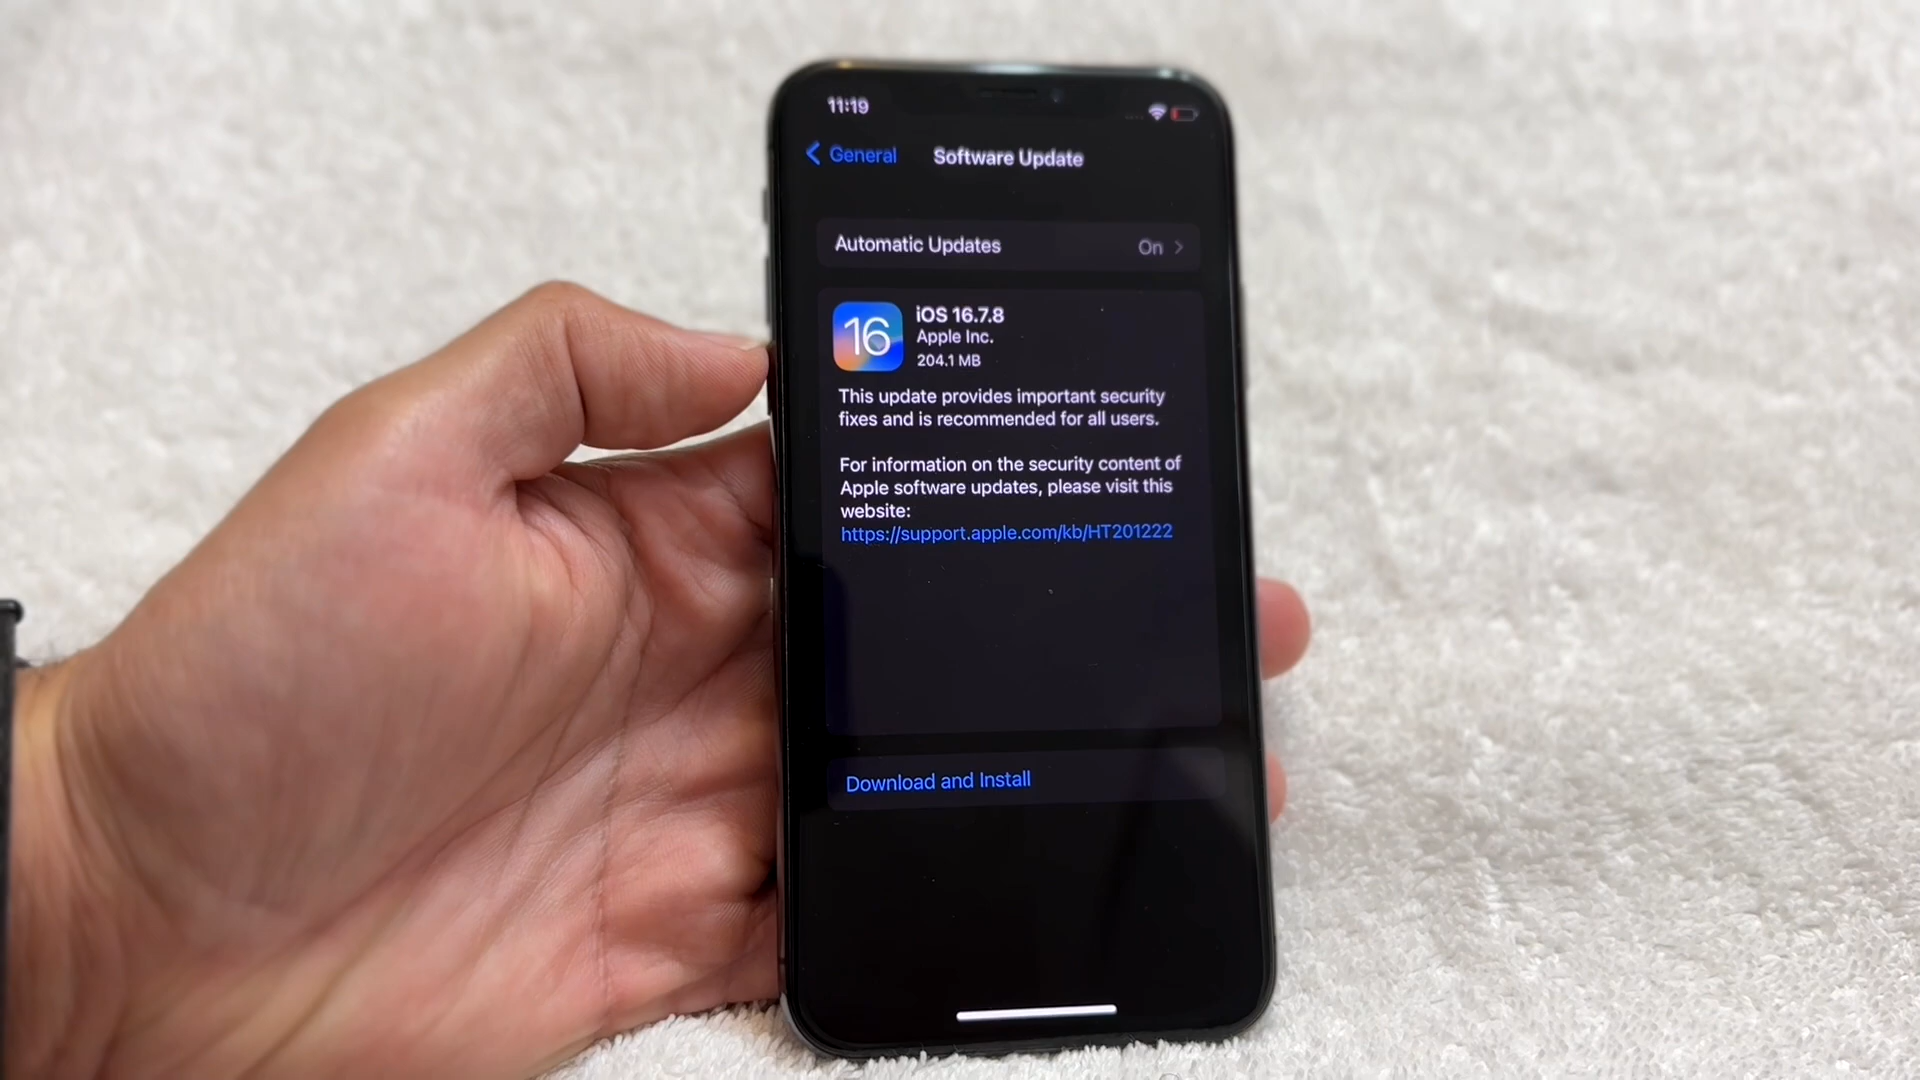 11:19
General
Software Update
Automatic Updates
On
16
iOS 16.7.8
Apple Inc.
204.1 MB
This update provides important security
fixes and is recommended for all users.
For information on the security content of
Apple software updates, please visit this
website:
https://support.apple.com/kb/HT201222
Download and Install